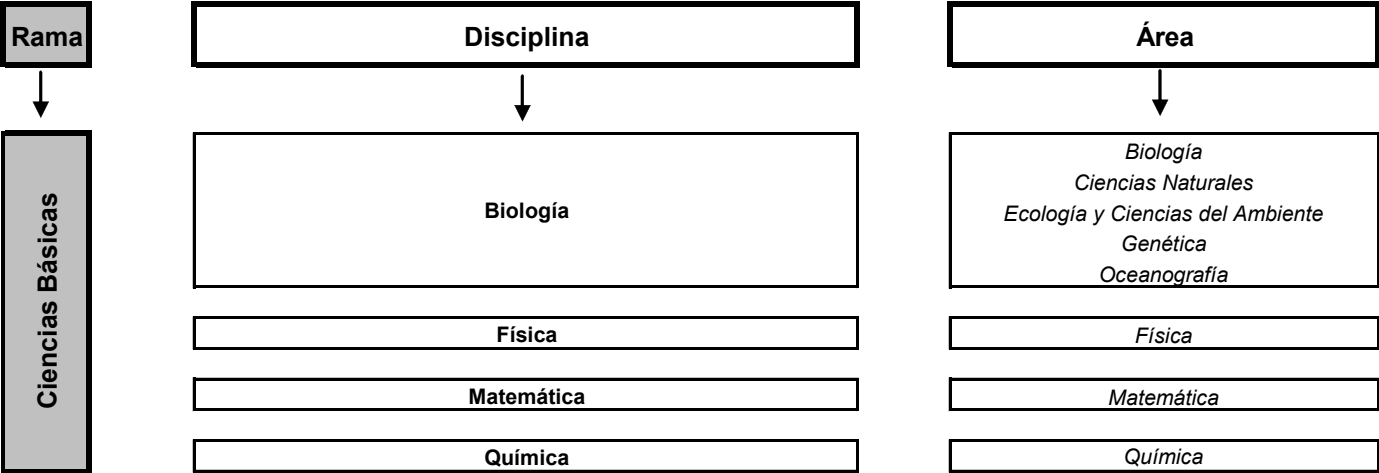 Rama
Disciplina
Área
Ciencias Básicas
Biología
Biología
Ciencias Naturales
Ecología y Ciencias del Ambiente
Genética
Oceanografía
Física
Física
Matemática
Matemática
Química
Química